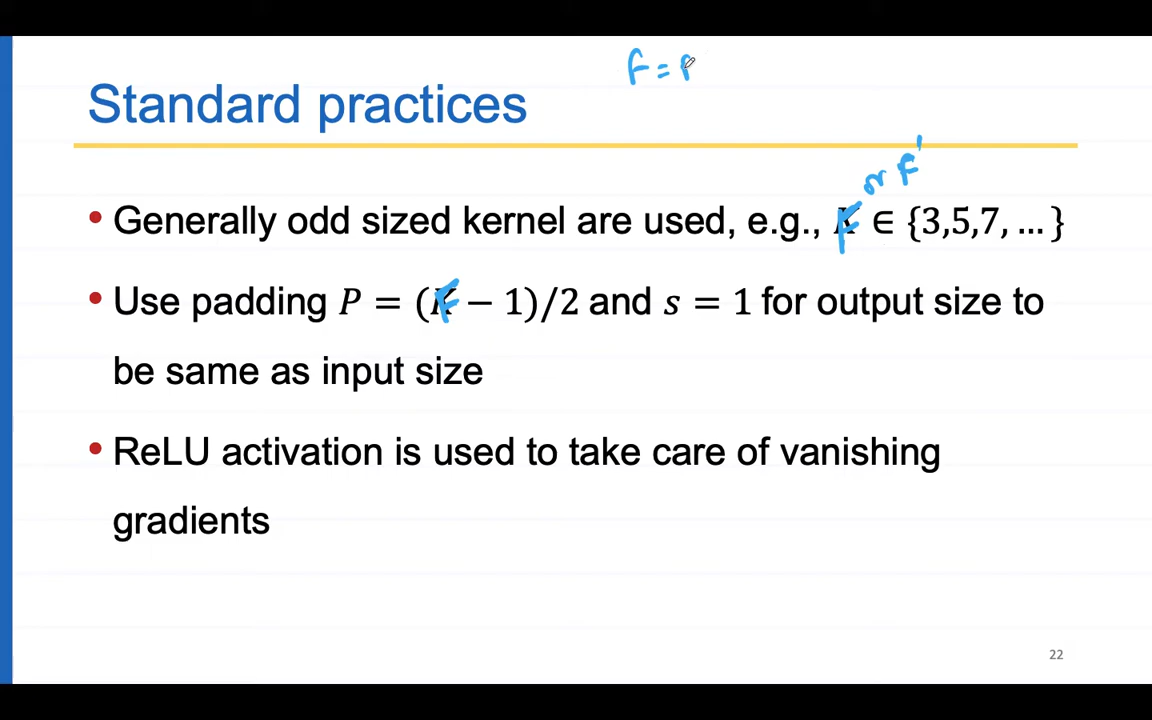 F = F
Standard practices
or F'
• Generally odd sized kernel are used, e.g., F ∈ {3,5,7, … }
• Use padding P = (F − 1)/2 and s = 1 for output size to
be same as input size
• ReLU activation is used to take care of vanishing
gradients
22